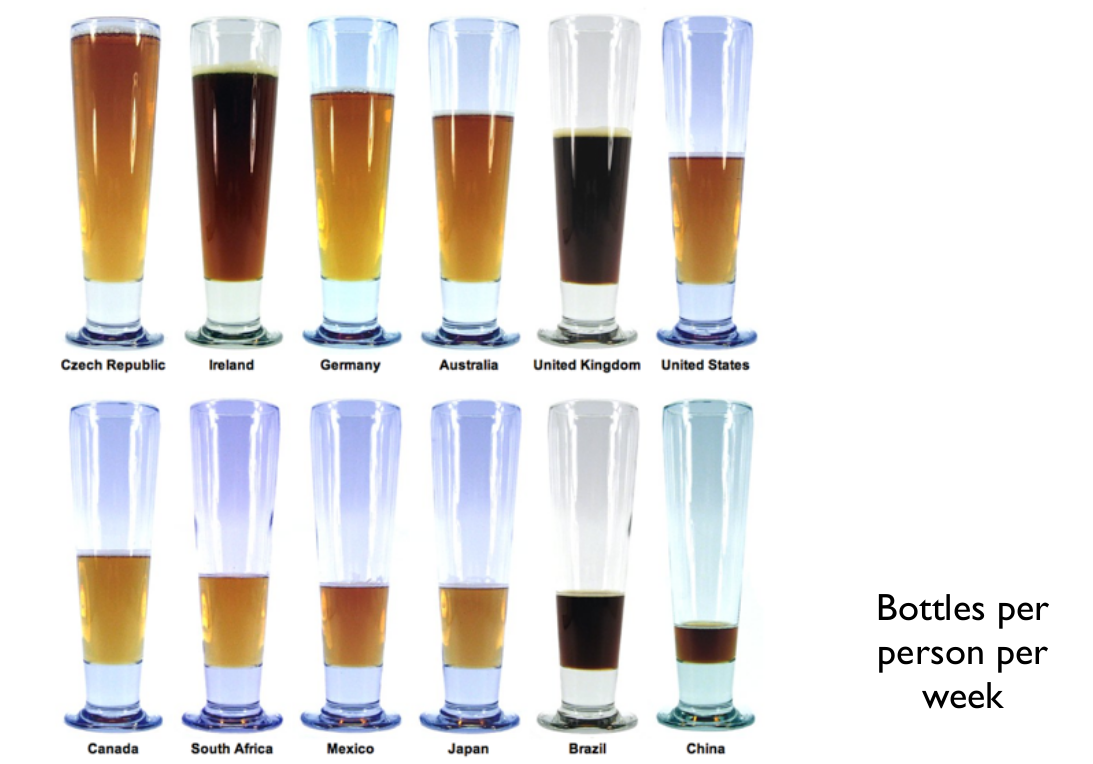 Czech Republic
Ireland
Germany
Australia
United Kingdom
United States
Canada
South Africa
Mexico
Japan
Brazil
China
Bottles per
person per
week